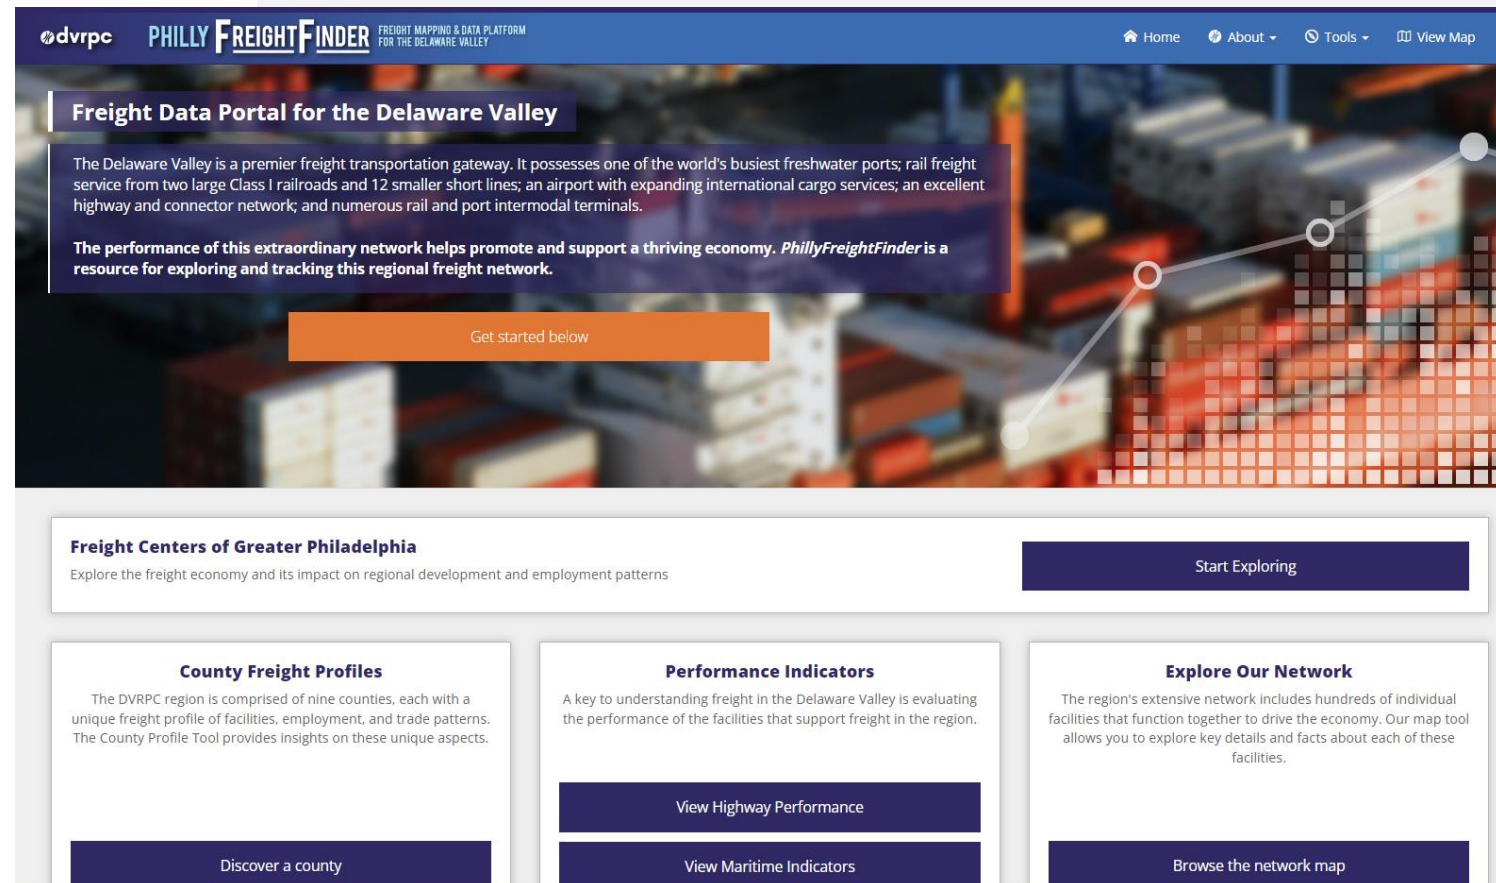 dvrpc
PHILLY FREIGHTFINDER
FREIGHT MAPPING & DATA PLATFORM
FOR THE DELAWARE VALLEY
Home
About
Tools
View Map
Freight Data Portal for the Delaware Valley
The Delaware Valley is a premier freight transportation gateway. It possesses one of the world's busiest freshwater ports; rail freight
service from two large Class I railroads and 12 smaller short lines; an airport with expanding international cargo services; an excellent
highway and connector network; and numerous rail and port intermodal terminals.
The performance of this extraordinary network helps promote and support a thriving economy. PhillyFreightFinder is a
resource for exploring and tracking this regional freight network.
Get started below
Freight Centers of Greater Philadelphia
Explore the freight economy and its impact on regional development and employment patterns
Start Exploring
County Freight Profiles
The DVRPC region is comprised of nine counties, each with a
unique freight profile of facilities, employment, and trade patterns.
The County Profile Tool provides insights on these unique aspects.
Discover a county
Performance Indicators
A key to understanding freight in the Delaware Valley is evaluating
the performance of the facilities that support freight in the region.
View Highway Performance
View Maritime Indicators
Explore Our Network
The region's extensive network includes hundreds of individual
facilities that function together to drive the economy. Our map tool
allows you to explore key details and facts about each of these
facilities.
Browse the network map